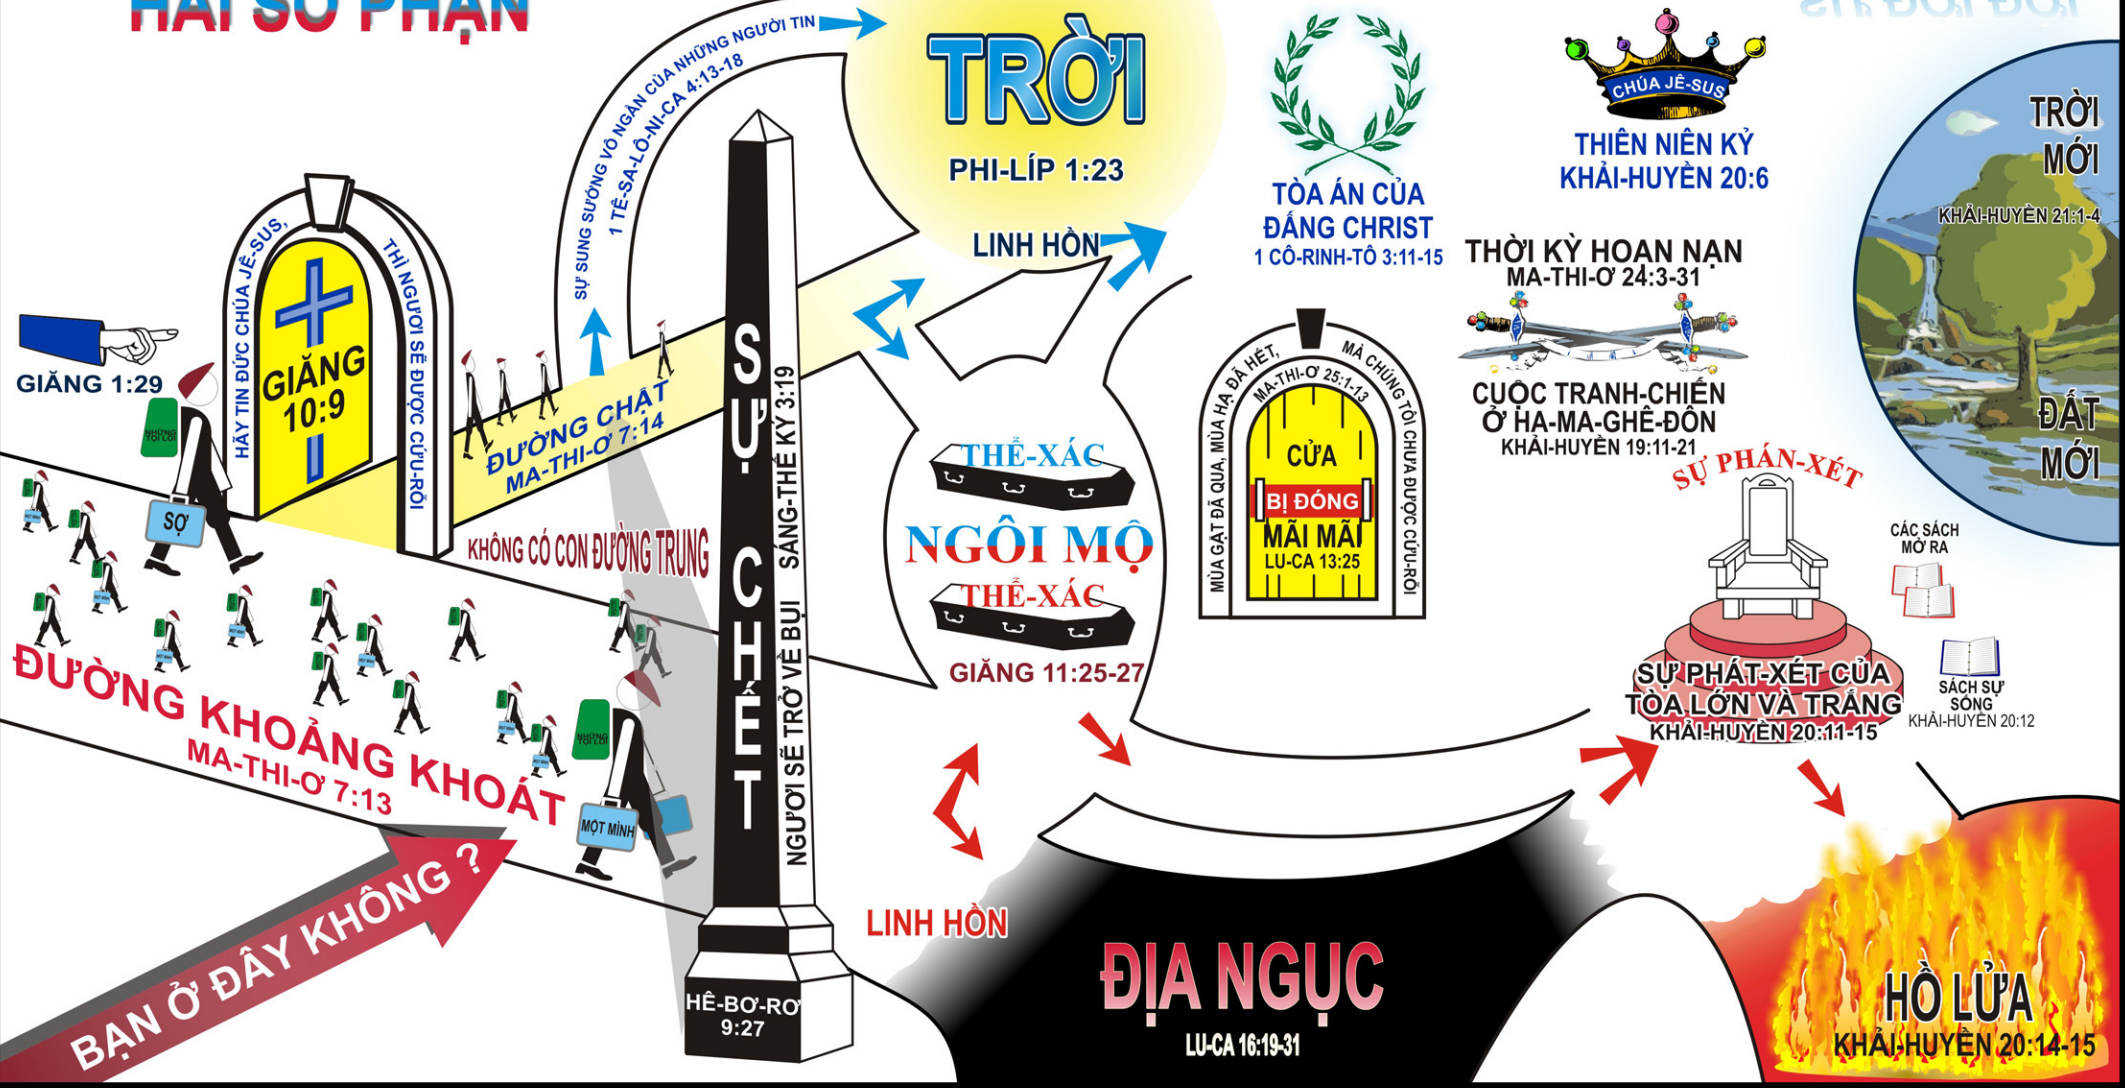 HAI SỐ PHẬN
SỰ SUNG SƯỚNG VÔ NGÀN CỦA NHỮNG NGƯỜI TIN
1 TÊ-SA-LÔ-NI-CA 4:13-18
TRỜI
PHI-LÍP 1:23
LINH HỒN
TÒA ÁN CỦA
ĐẤNG CHRIST
1 CÔ-RINH-TÔ 3:11-15
CHÚA JÊ-SUS
THIÊN NIÊN KỶ
KHẢI-HUYỀN 20:6
TRỜI
MỚI
KHẢI-HUYỀN 21:1-4
ĐẤT
MỚI
THỜI KỲ HOAN NẠN
MA-THI-Ơ 24:3-31
CUỘC TRANH-CHIẾN
Ở HA-MA-GHÊ-ĐÔN
KHẢI-HUYỀN 19:11-21
GIĂNG 1:29
HÃY TIN ĐỨC CHÚA JÊ-SUS,
THÌ NGƯƠI SẼ ĐƯỢC CỨU-RỖI
GIĂNG
10:9
NHỮNG
TỘI LỖI
SỢ
ĐƯỜNG CHẬT
MA-THI-Ơ 7:14
KHÔNG CÓ CON ĐƯỜNG TRUNG
SỰ CHẾT
NGƯƠI SẼ TRỞ VỀ BỤI SÁNG-THẾ KÝ 3:19
HÊ-BƠ-RƠ
9:27
THỂ-XÁC
NGÔI MỘ
THỂ-XÁC
GIĂNG 11:25-27
MÙA GẶT ĐÃ QUA, MÙA HẠ ĐÃ HẾT,
MÀ CHÚNG TÔI CHƯA ĐƯỢC CỨU-RỖI
MA-THI-Ơ 25:1-13
CỬA
BỊ ĐÓNG
MÃI MÃI
LU-CA 13:25
SỰ PHÁN-XÉT
CÁC SÁCH
MỞ RA
SỰ PHÁT-XÉT CỦA
TÒA LỚN VÀ TRẮNG
KHẢI-HUYỀN 20:11-15
SÁCH SỰ
SỐNG
KHẢI-HUYỀN 20:12
ĐƯỜNG KHOẢNG KHOÁT
MA-THI-Ơ 7:13
NHỮNG
TỘI LỖI
MỘT MÌNH
BẠN Ở ĐÂY KHÔNG ?
LINH HỒN
ĐỊA NGỤC
LU-CA 16:19-31
HỒ LỬA
KHẢI-HUYỀN 20:14-15